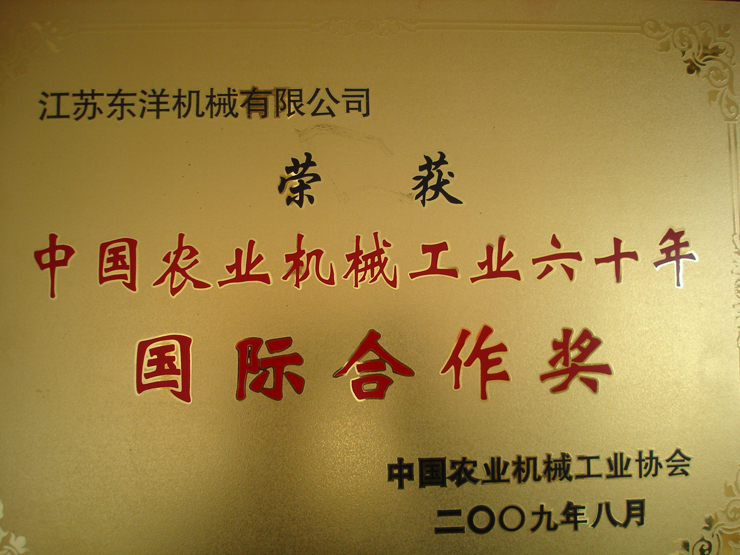 江苏东洋机械有限公司
荣 获
中国农业机械工业六十年
国际合作奖
中国农业机械工业协会
二〇〇九年八月